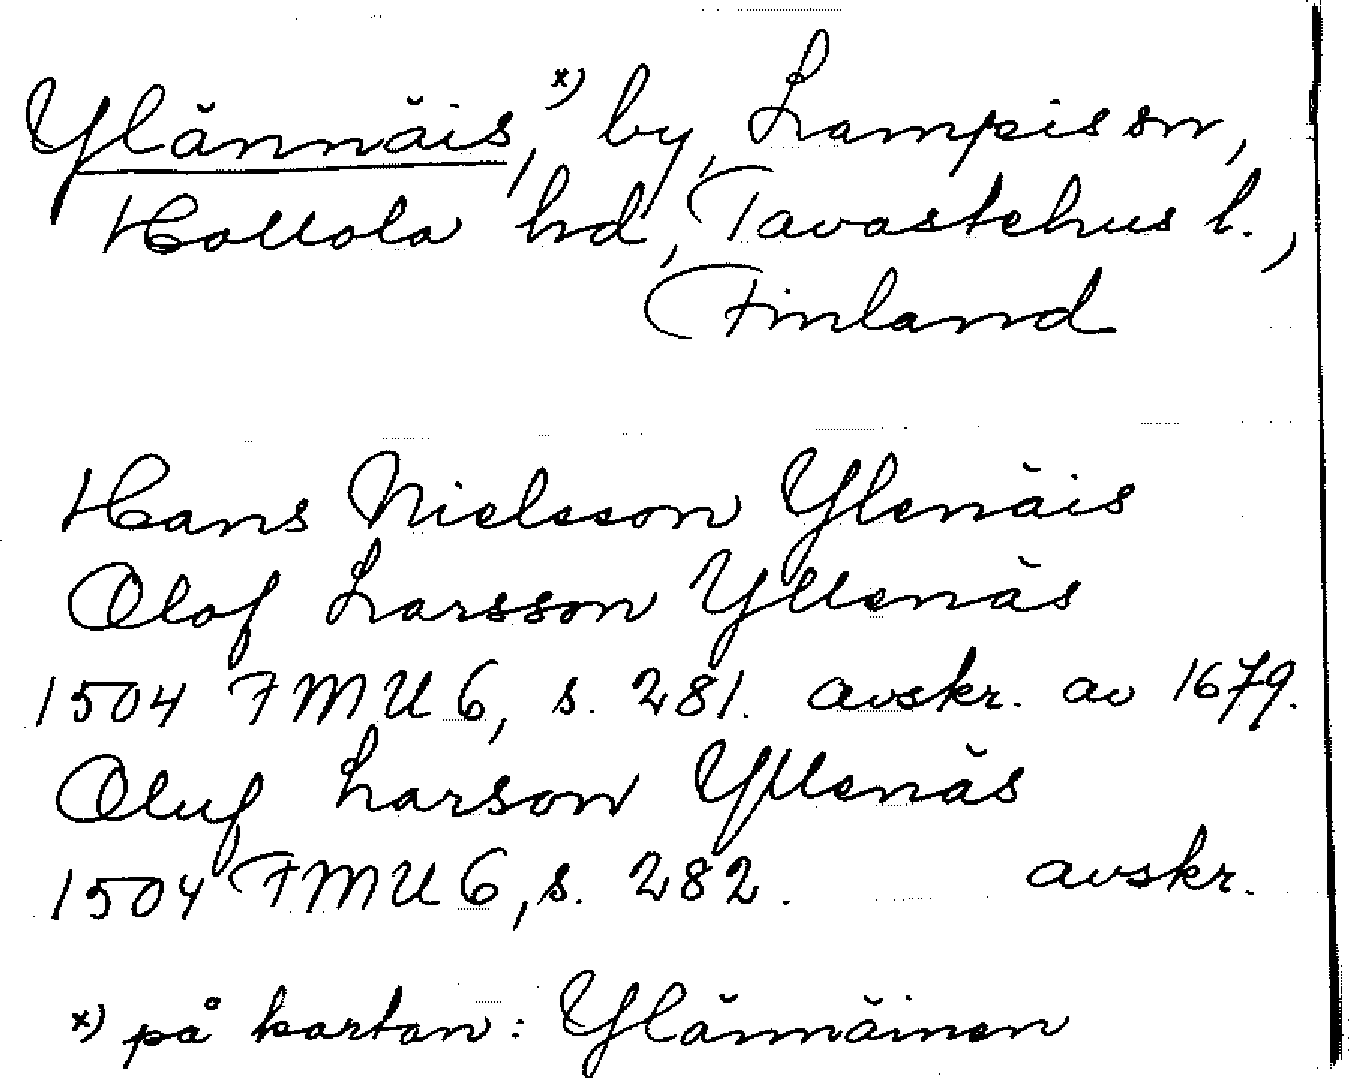 Ylännäis,ˣ⁾ by, Lampis sn,
Hollola hd, Tavastehus l.,
Finland
Hans Nielsson Ylenäis
Olof Larsson Yllenäs
1504 FMU 6, s. 281. avskr. av 1679.
Oluf Larson Yllenäs
1504 FMU 6, s. 282. avskr.
ˣ⁾ på kartan: Ylännäinen